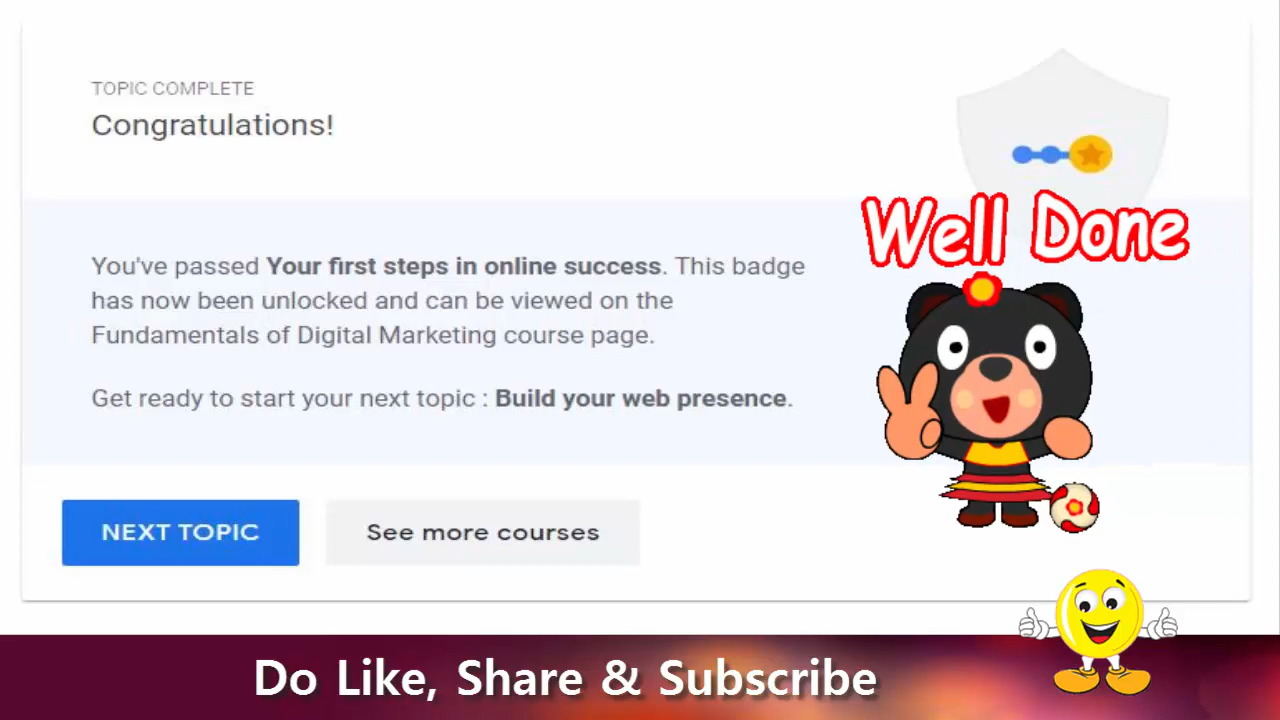 TOPIC COMPLETE
Congratulations!
Well Done
You've passed Your first steps in online success. This badge
has now been unlocked and can be viewed on the
Fundamentals of Digital Marketing course page.
Get ready to start your next topic : Build your web presence.
NEXT TOPIC
See more courses
Do Like, Share & Subscribe